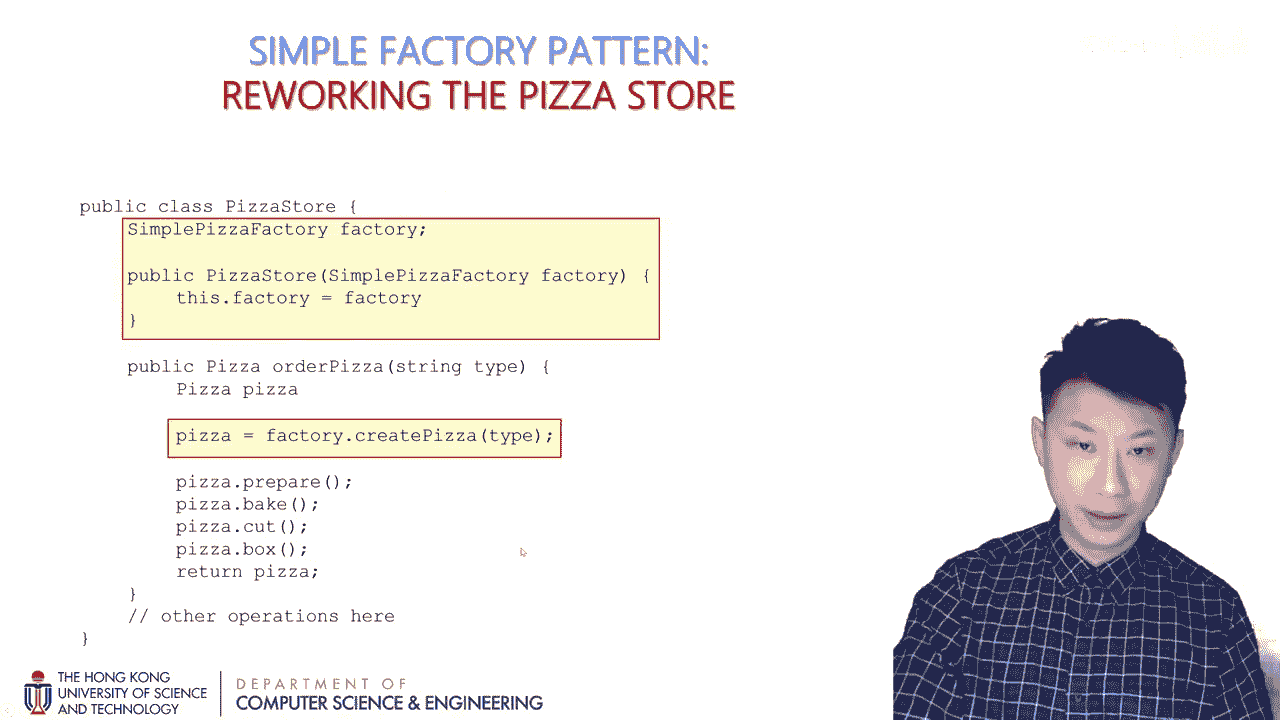 SIMPLE FACTORY PATTERN:
REWORKING THE PIZZA STORE
public class PizzaStore {
SimplePizzaFactory factory;
public PizzaStore(SimplePizzaFactory factory) {
this.factory = factory
}
public Pizza orderPizza(string type) {
Pizza pizza
pizza = factory.createPizza(type);
pizza.prepare();
pizza.bake();
pizza.cut();
pizza.box();
return pizza;
}
// other operations here
}
THE HONG KONG
UNIVERSITY OF SCIENCE
AND TECHNOLOGY
DEPARTMENT OF
COMPUTER SCIENCE & ENGINEERING